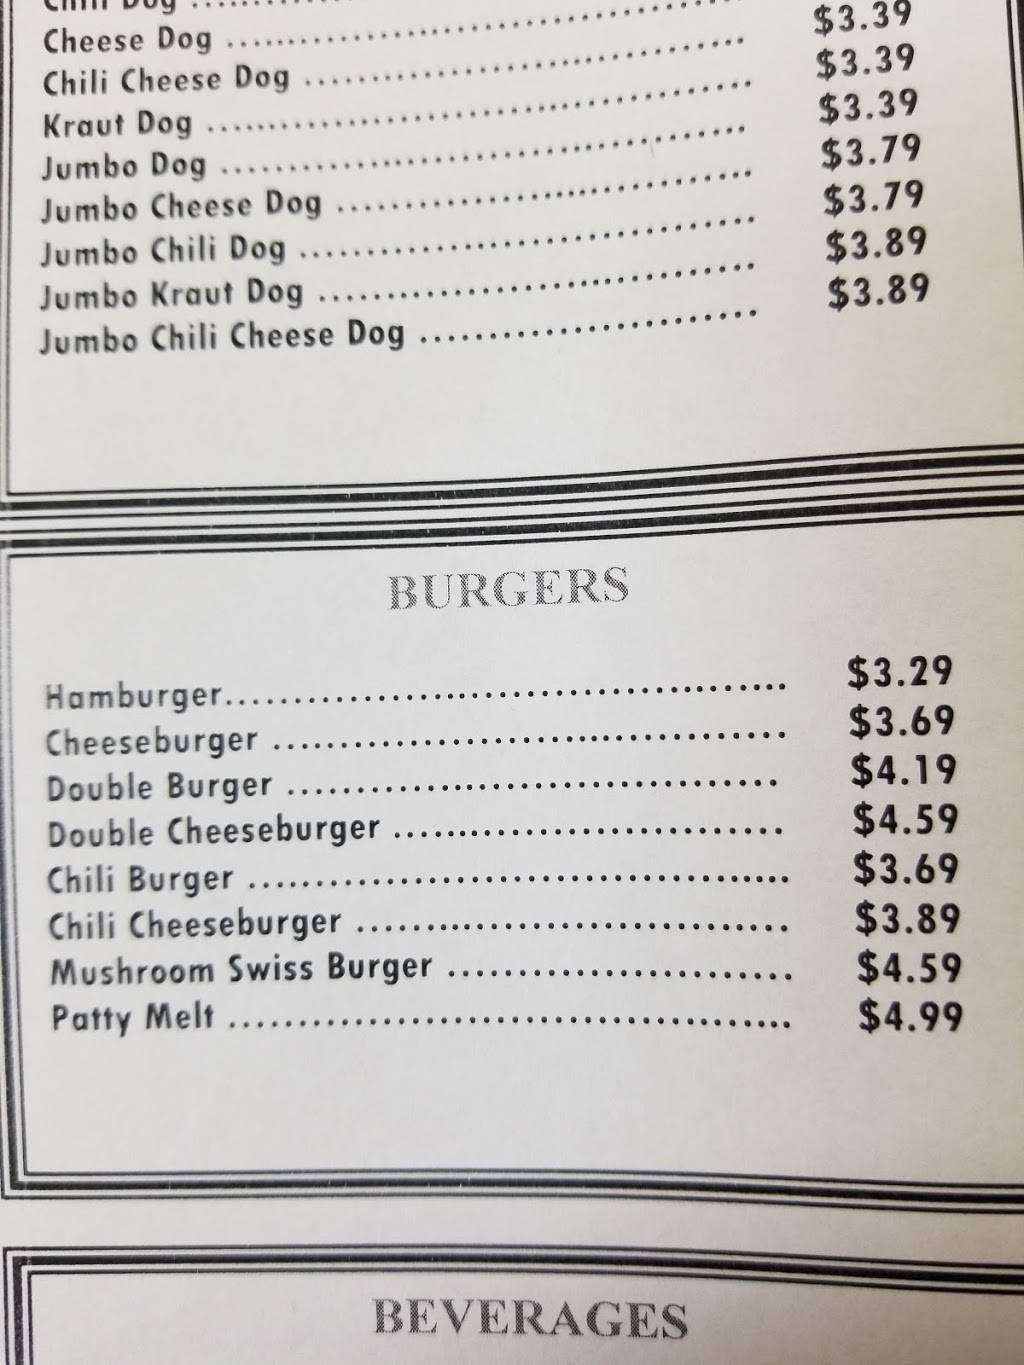 Chili Dog ....................
Cheese Dog ........................................
Chili Cheese Dog .................................. $3.39
Kraut Dog ........................................ $3.39
Jumbo Dog ........................................ $3.39
Jumbo Cheese Dog ............................... $3.79
Jumbo Chili Dog .................................. $3.79
Jumbo Kraut Dog ................................ $3.89
Jumbo Chili Cheese Dog ........................ $3.89
BURGERS
Hamburger......................................... $3.29
Cheeseburger ..................................... $3.69
Double Burger ................................... $4.19
Double Cheeseburger ............................ $4.59
Chili Burger ....................................... $3.69
Chili Cheeseburger ............................... $3.89
Mushroom Swiss Burger ......................... $4.59
Patty Melt ......................................... $4.99
BEVERAGES